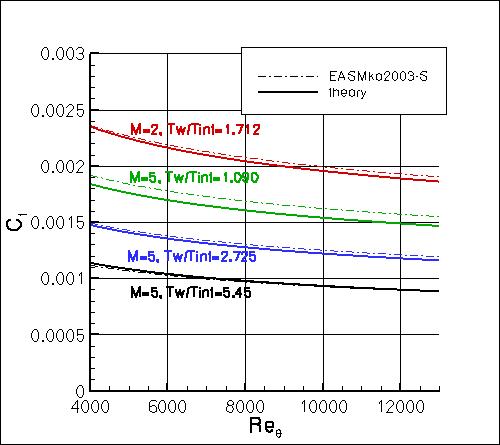 0.003
EASMko2003-S
theory
0.0025
M=2, Tw/Tinf=1.712
0.002
M=5, Tw/Tinf=1.090
Cf
0.0015
M=5, Tw/Tinf=2.725
0.001
M=5, Tw/Tinf=5.45
0.0005
0
4000 6000 8000 10000 12000
Reθ